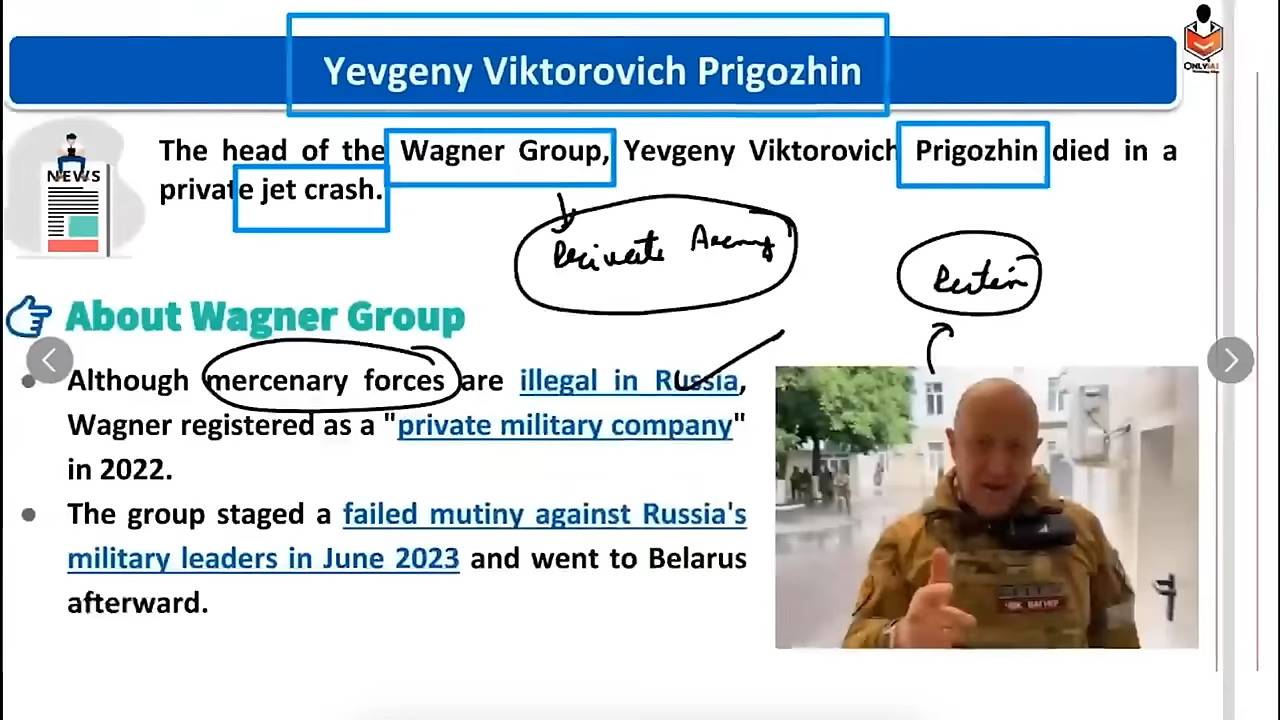 Yevgeny Viktorovich Prigozhin
NEWS
The head of the Wagner Group, Yevgeny Viktorovich Prigozhin died in a
private jet crash.
Private Army
Putin
About Wagner Group
Although mercenary forces are illegal in Russia,
Wagner registered as a "private military company"
in 2022.
The group staged a failed mutiny against Russia's
military leaders in June 2023 and went to Belarus
afterward.
ЧВК ВАГНЕР